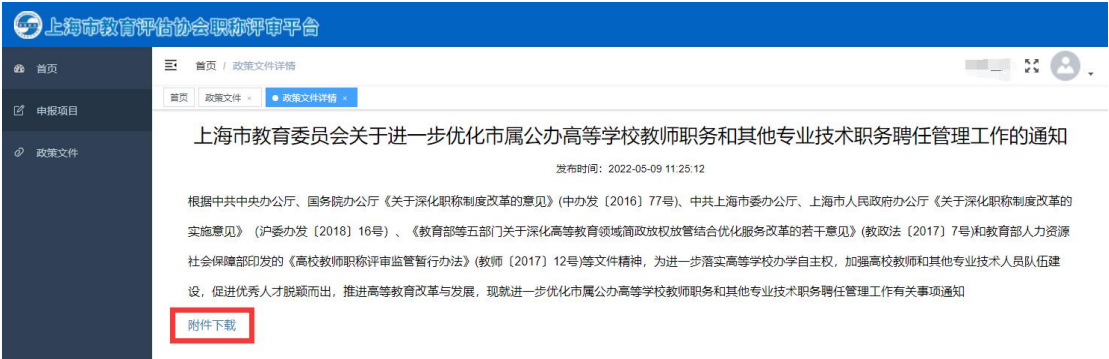 上海市教育评估协会职称评审平台
首页
申报项目
政策文件
首页 / 政策文件详情
首页 政策文件 × 政策文件详情 ×
上海市教育委员会关于进一步优化市属公办高等学校教师职务和其他专业技术职务聘任管理工作的通知
发布时间：2022-05-09 11:25:12
根据中共中央办公厅、国务院办公厅《关于深化职称制度改革的意见》(中办发〔2016〕77号)、中共上海市委办公厅、上海市人民政府办公厅《关于深化职称制度改革的
实施意见》（沪委办发〔2018〕16号）、《教育部等五部门关于深化高等教育领域简政放权放管结合优化服务改革的若干意见》(教政法〔2017〕7号)和教育部人力资源
社会保障部印发的《高校教师职称评审监管暂行办法》(教师〔2017〕12号)等文件精神，为进一步落实高等学校办学自主权，加强高校教师和其他专业技术人员队伍建
设，促进优秀人才脱颖而出，推进高等教育改革与发展，现就进一步优化市属公办高等学校教师职务和其他专业技术职务聘任管理工作有关事项通知
附件下载